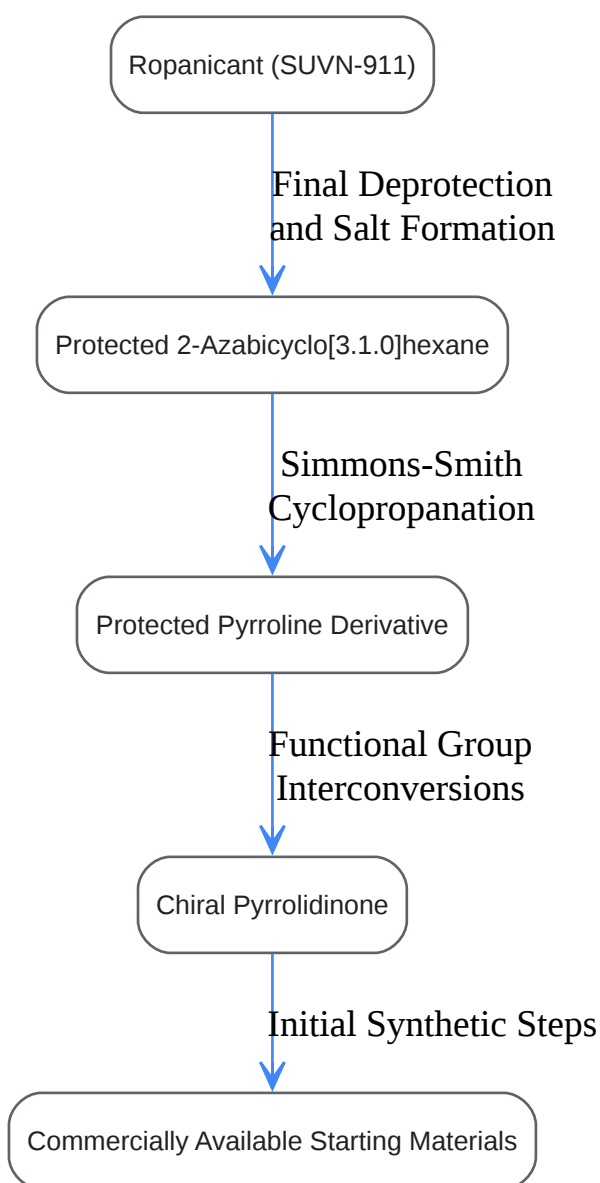 Ropanicant (SUVN-911)
Final Deprotection
and Salt Formation
Protected 2-Azabicyclo[3.1.0]hexane
Simmons-Smith
Cyclopropanation
Protected Pyrroline Derivative
Functional Group
Interconversions
Chiral Pyrrolidinone
Initial Synthetic Steps
Commercially Available Starting Materials